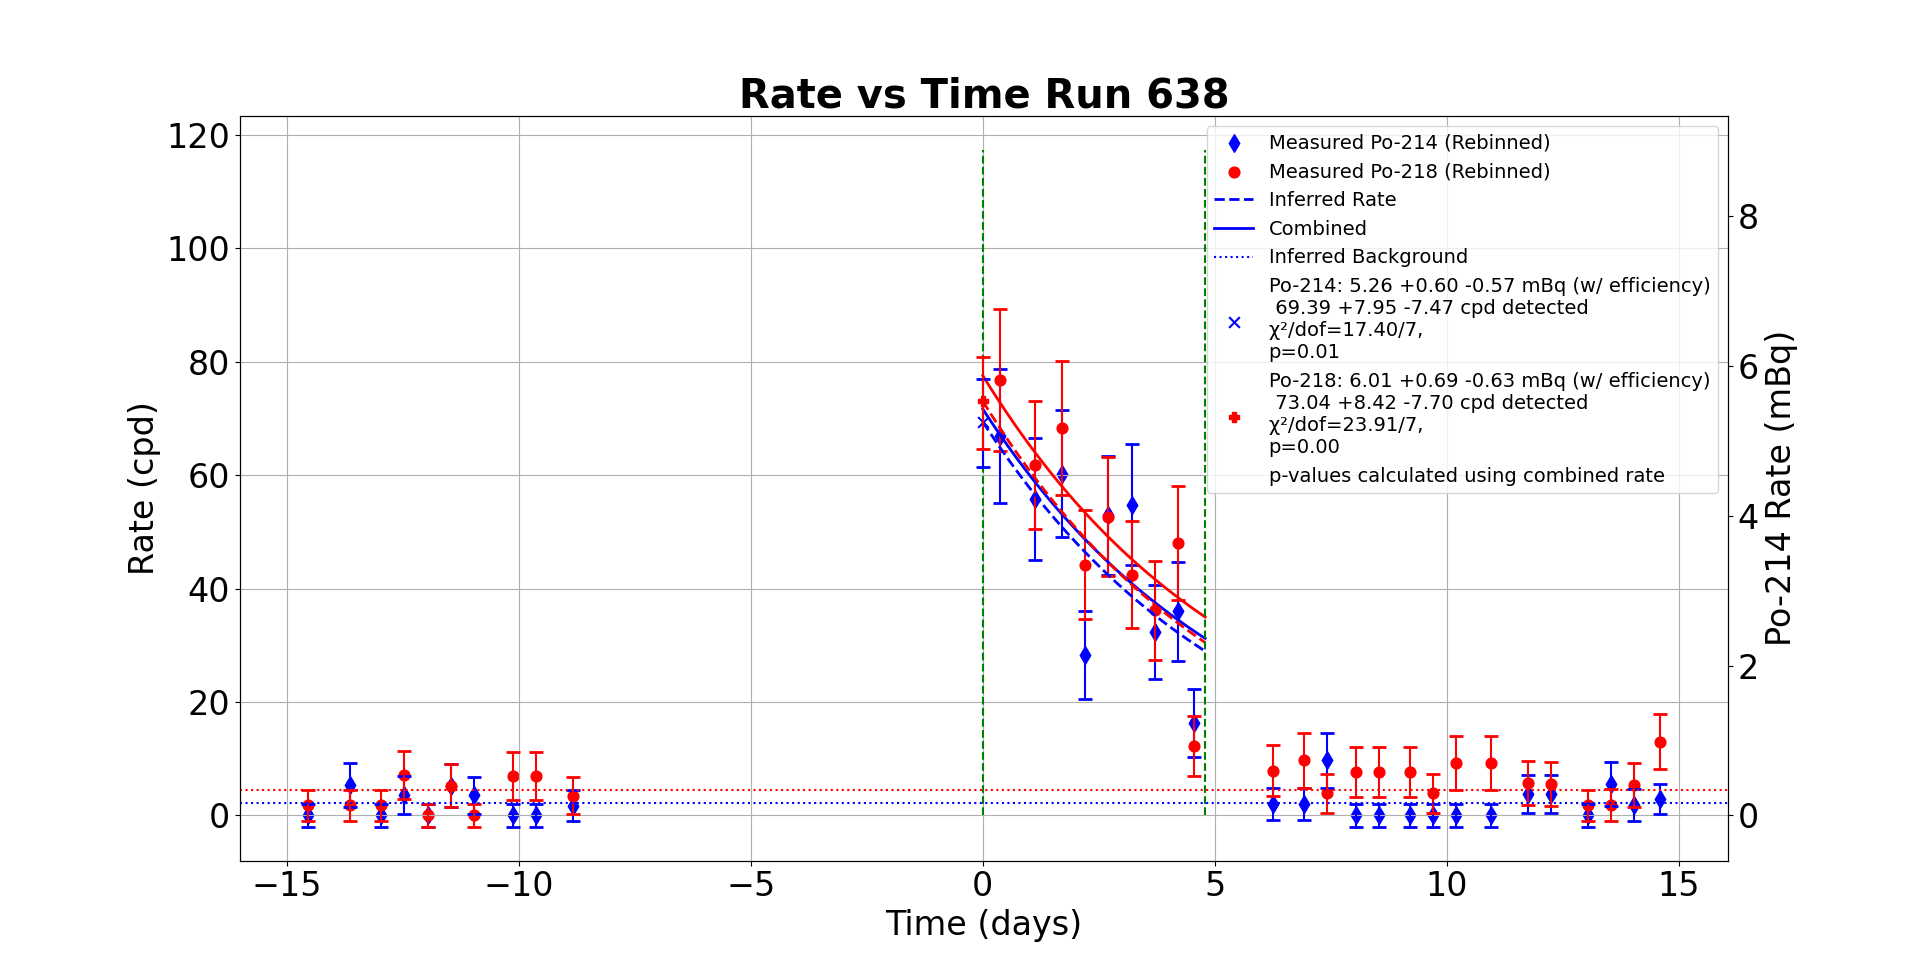 Rate vs Time Run 638
120
100
80
60
40
20
0
Rate (cpd)
−15
−10
−5
0
5
10
15
Time (days)
8
6
4
2
0
Po-214 Rate (mBq)
Measured Po-214 (Rebinned)
Measured Po-218 (Rebinned)
Inferred Rate
Combined
Inferred Background
Po-214: 5.26 +0.60 -0.57 mBq (w/ efficiency)
69.39 +7.95 -7.47 cpd detected
χ²/dof=17.40/7,
p=0.01
Po-218: 6.01 +0.69 -0.63 mBq (w/ efficiency)
73.04 +8.42 -7.70 cpd detected
χ²/dof=23.91/7,
p=0.00
p-values calculated using combined rate